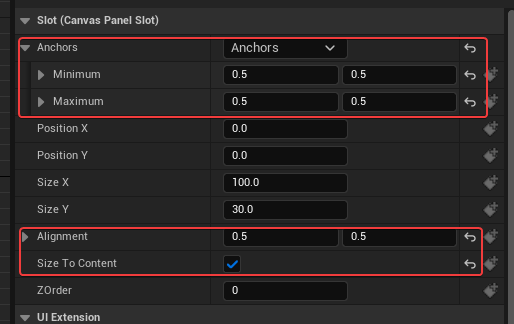 Slot (Canvas Panel Slot)
Anchors Anchors
Minimum 0.5 0.5
Maximum 0.5 0.5
Position X 0.0
Position Y 0.0
Size X 100.0
Size Y 30.0
Alignment 0.5 0.5
Size To Content
ZOrder 0
UI Extension